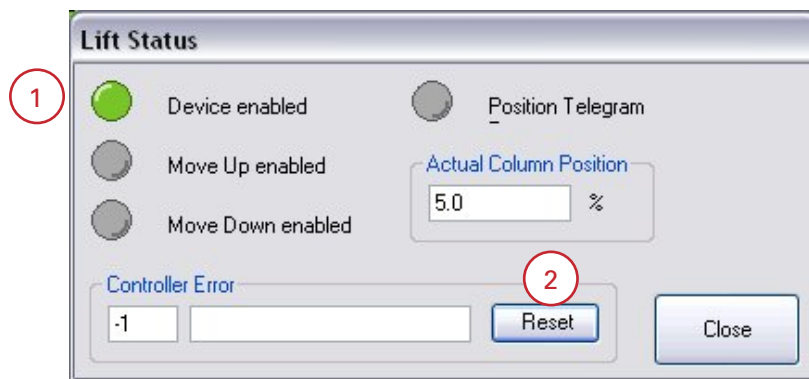 Lift Status
1
Device enabled
Position Telegram
Move Up enabled
Actual Column Position
5.0 %
Move Down enabled
Controller Error
2
-1
Reset
Close